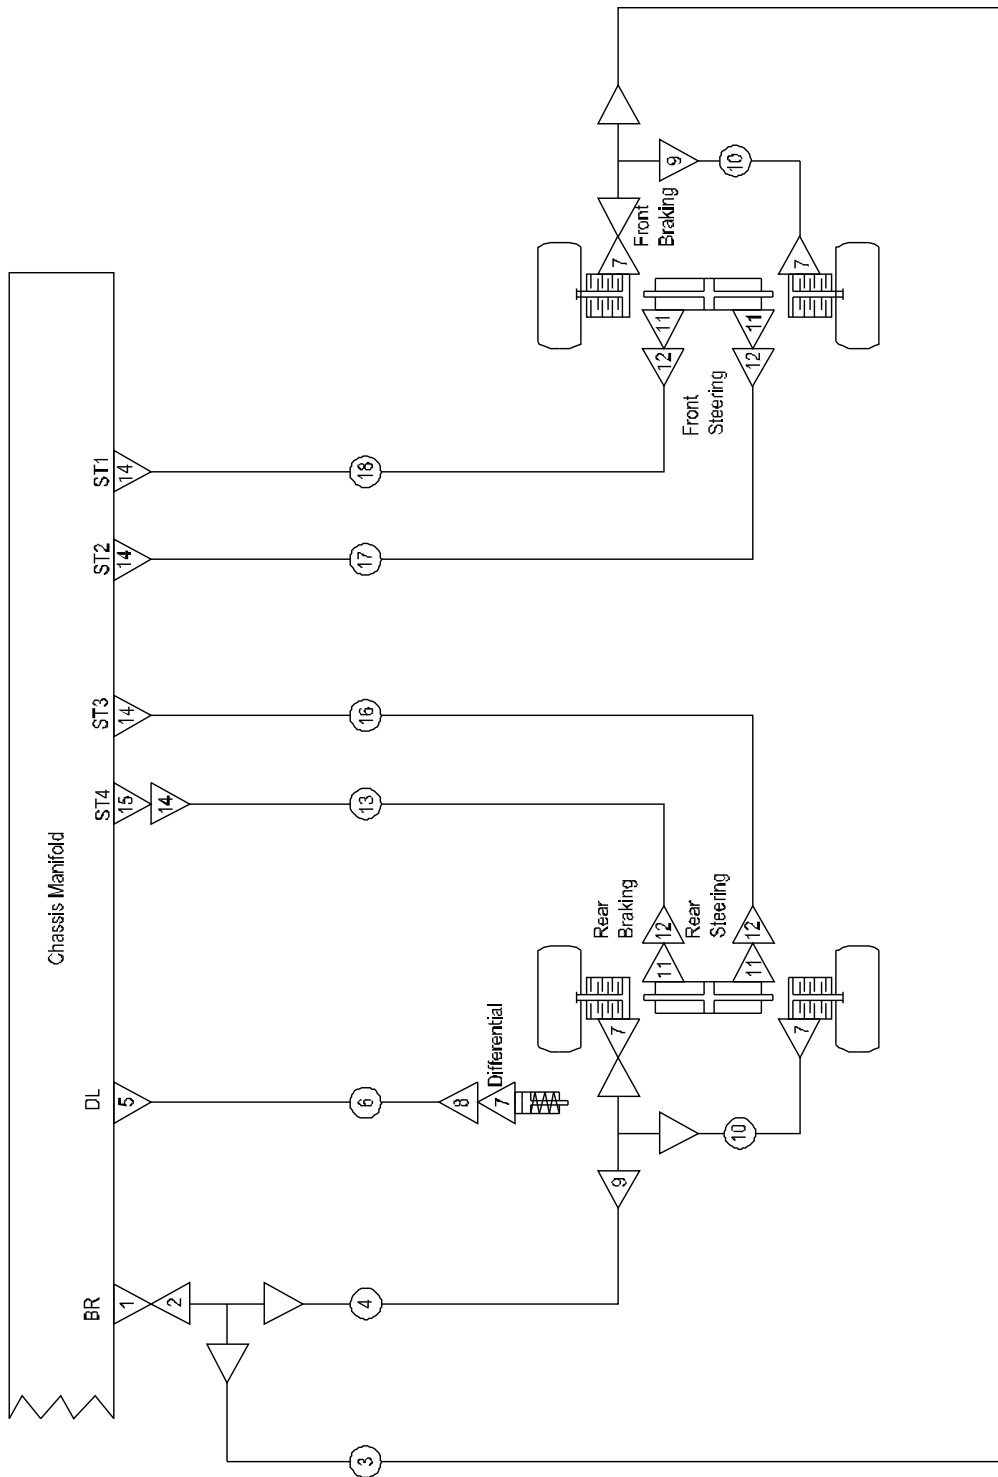 Chassis Manifold
BR
DL
ST4
ST3
ST2
ST1
1
2
5
15
14
14
14
14
3
4
6
13
16
17
18
8
7
Differential
9
10
7
7
11
12
11
12
Rear
Braking
Rear
Steering
Front
Steering
12
11
12
11
Front
Braking
7
7
9
10